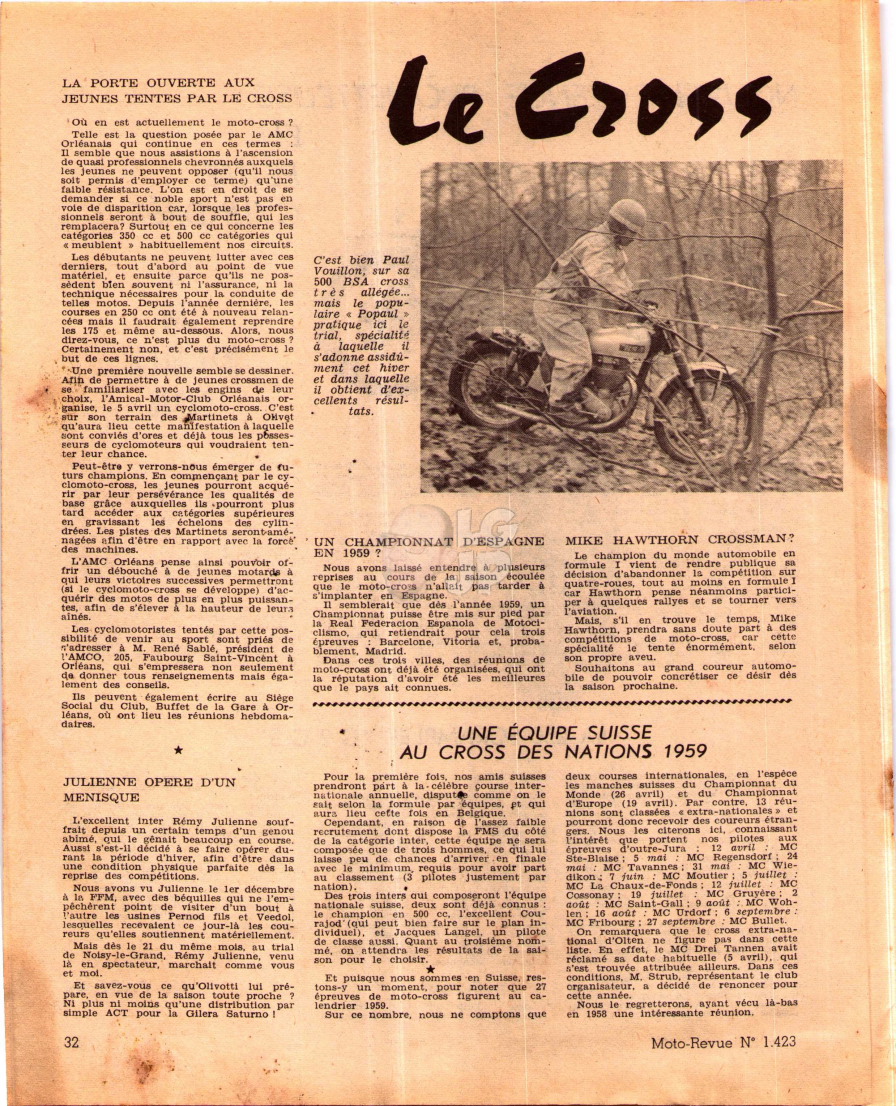 Le Cross
LA PORTE OUVERTE AUX
JEUNES TENTES PAR LE CROSS
Où en est actuellement le moto-cross ?
Telle est la question posée par le AMC
Orléanais qui continue en ces termes :
Il semble que nous assistions à l'ascension
de quasi professionnels chevronnés auxquels
les jeunes ne peuvent opposer (qu'il nous
soit permis d'employer ce terme) qu'une
faible résistance. L'on est en droit de se
demander si ce noble sport n'est pas en
voie de disparition car, lorsque les profes-
sionnels seront à bout de souffle, qui les
remplacera? Surtout en ce qui concerne les
catégories 350 cc et 500 cc catégories qui
« meublent » habituellement nos circuits.
Les débutants ne peuvent lutter avec ces
derniers, tout d'abord au point de vue
matériel, et ensuite parce qu'ils ne pos-
sèdent bien souvent ni l'assurance, ni la
technique nécessaires pour la conduite de
telles motos. Depuis l'année dernière, les
courses en 250 cc ont été à nouveau relan-
cées mais il faudrait également reprendre
les 175 et même au-dessous. Alors, nous
direz-vous, ce n'est plus du moto-cross ?
Certainement non, et c'est précisément le
but de ces lignes.
Une première nouvelle semble se dessiner.
Afin de permettre à de jeunes crossmen de
se familiariser avec les engins de leur
choix, l'Amical-Motor-Club Orléanais or-
ganise, le 5 avril un cyclomoto-cross. C'est
sur son terrain des Martinets à Olivet
qu'aura lieu cette manifestation à laquelle
sont conviés d'ores et déjà tous les posses-
seurs de cyclomoteurs qui voudraient ten-
ter leur chance.
Peut-être y verrons-nous émerger de fu-
turs champions. En commençant par le cy-
clomoto-cross, les jeunes pourront acqué-
rir par leur persévérance les qualités de
base grâce auxquelles ils pourront plus
tard accéder aux catégories supérieures
en gravissant les échelons des cylin-
drées. Les pistes des Martinets seront amé-
nagées afin d'être en rapport avec la force
des machines.
L'AMC Orléans pense ainsi pouvoir of-
frir un débouché à de jeunes motards à
qui leurs victoires successives permettront
(si le cyclomoto-cross se développe) d'ac-
quérir des motos de plus en plus puissan-
tes, afin de s'élever à la hauteur de leurs
aînés.
Les cyclomotoristes tentés par cette pos-
sibilité de venir au sport sont priés de
s'adresser à M. René Sablé, président de
l'AMCO, 205, Faubourg Saint-Vincent à
Orléans, qui s'empressera non seulement
de donner tous renseignements mais éga-
lement des conseils.
Ils peuvent également écrire au Siège
Social du Club, Buffet de la Gare à Or-
léans, où ont lieu les réunions hebdoma-
daires.
★
JULIENNE OPERE D'UN
MENISQUE
L'excellent inter Rémy Julienne souf-
frait depuis un certain temps d'un genou
abîmé, qui le gênait beaucoup en course.
Aussi s'est-il décidé à se faire opérer du-
rant la période d'hiver, afin d'être dans
une condition physique parfaite dès la
reprise des compétitions.
Nous avons vu Julienne le 1er décembre
à la FFM, avec des béquilles qui ne l'em-
pêchèrent point de visiter d'un bout à
l'autre les usines Pernod fils et Veedol,
lesquelles recevaient ce jour-là les cou-
reurs qu'elles soutiennent matériellement.
Mais dès le 21 du même mois, au trial
de Noisy-le-Grand, Rémy Julienne, venu
là en spectateur, marchait comme vous
et moi.
Et savez-vous ce qu'Olivotti lui pré-
pare, en vue de la saison toute proche ?
Ni plus ni moins qu'une distribution par
simple ACT pour la Gilera Saturno !
C'est bien Paul
Vouillon, sur sa
500 BSA cross
très allégée...
mais le popu-
laire « Popaul »
pratique ici le
trial, spécialité
à laquelle il
s'adonne assidû-
ment cet hiver
et dans laquelle
il obtient d'ex-
cellents résul-
tats.
UN CHAMPIONNAT D'ESPAGNE
EN 1959 ?
Nous avons laissé entendre à plusieurs
reprises au cours de la saison écoulée
que le moto-cross n'allait pas tarder à
s'implanter en Espagne.
Il semblerait que dès l'année 1959, un
Championnat puisse être mis sur pied par
la Real Federacion Espanola de Motoci-
clismo, qui retiendrait pour cela trois
épreuves : Barcelone, Vitoria et, proba-
blement, Madrid.
Dans ces trois villes, des réunions de
moto-cross ont déjà été organisées, qui ont
la réputation d'avoir été les meilleures
que le pays ait connues.
MIKE HAWTHORN CROSSMAN?
Le champion du monde automobile en
formule I vient de rendre publique sa
décision d'abandonner la compétition sur
quatre-roues, tout au moins en formule I
car Hawthorn pense néanmoins partici-
per à quelques rallyes et se tourner vers
l'aviation.
Mais, s'il en trouve le temps, Mike
Hawthorn, prendra sans doute part à des
compétitions de moto-cross, car cette
spécialité le tente énormément, selon
son propre aveu.
Souhaitons au grand coureur automo-
bile de pouvoir concrétiser ce désir dès
la saison prochaine.
UNE ÉQUIPE SUISSE
AU CROSS DES NATIONS 1959
Pour la première fois, nos amis suisses
prendront part à la célèbre course inter-
nationale annuelle, disputée comme on le
sait selon la formule par équipes, et qui
aura lieu cette fois en Belgique.
Cependant, en raison de l'assez faible
recrutement dont dispose la FMS du côté
de la catégorie inter, cette équipe ne sera
composée que de trois hommes, ce qui lui
laisse peu de chances d'arriver en finale
avec le minimum requis pour avoir part
au classement (3 pilotes justement par
nation).
Des trois inters qui composeront l'équipe
nationale suisse, deux sont déjà connus :
le champion en 500 cc, l'excellent Cou-
rajod (qui peut bien faire sur le plan in-
dividuel), et Jacques Langel, un pilote
de classe aussi. Quant au troisième nom-
mé, on attendra les résultats de la sai-
son pour le choisir.
★
Et puisque nous sommes en Suisse, res-
tons-y un moment, pour noter que 27
épreuves de moto-cross figurent au ca-
lendrier 1959.
Sur ce nombre, nous ne comptons que
deux courses internationales, en l'espèce
les manches suisses du Championnat du
Monde (26 avril) et du Championnat
d'Europe (19 avril). Par contre, 13 réu-
nions sont classées « extra-nationales » et
pourront donc recevoir des coureurs étran-
gers. Nous les citerons ici, connaissant
l'intérêt que portent nos pilotes aux
épreuves d'outre-Jura : 12 avril : MC
Ste-Blaise ; 5 mai : MC Regensdorf ; 24
mai : MC Tavannes ; 31 mai : MC Wie-
dikon ; 7 juin : MC Moutier ; 5 juillet :
MC La Chaux-de-Fonds ; 12 juillet : MC
Cossonay ; 19 juillet : MC Gruyère ; 2
août : MC Saint-Gall ; 9 août : MC Woh-
len ; 16 août : MC Urdorf ; 6 septembre :
MC Fribourg ; 27 septembre : MC Bullet.
On remarquera que le cross extra-na-
tional d'Olten ne figure pas dans cette
liste. En effet, le MC Drei Tannen avait
réclamé sa date habituelle (5 avril), qui
s'est trouvée attribuée ailleurs. Dans ces
conditions, M. Strub, représentant le club
organisateur, a décidé de renoncer pour
cette année.
Nous le regretterons, ayant vécu là-bas
en 1958 une intéressante réunion.
32
Moto-Revue N° 1.423